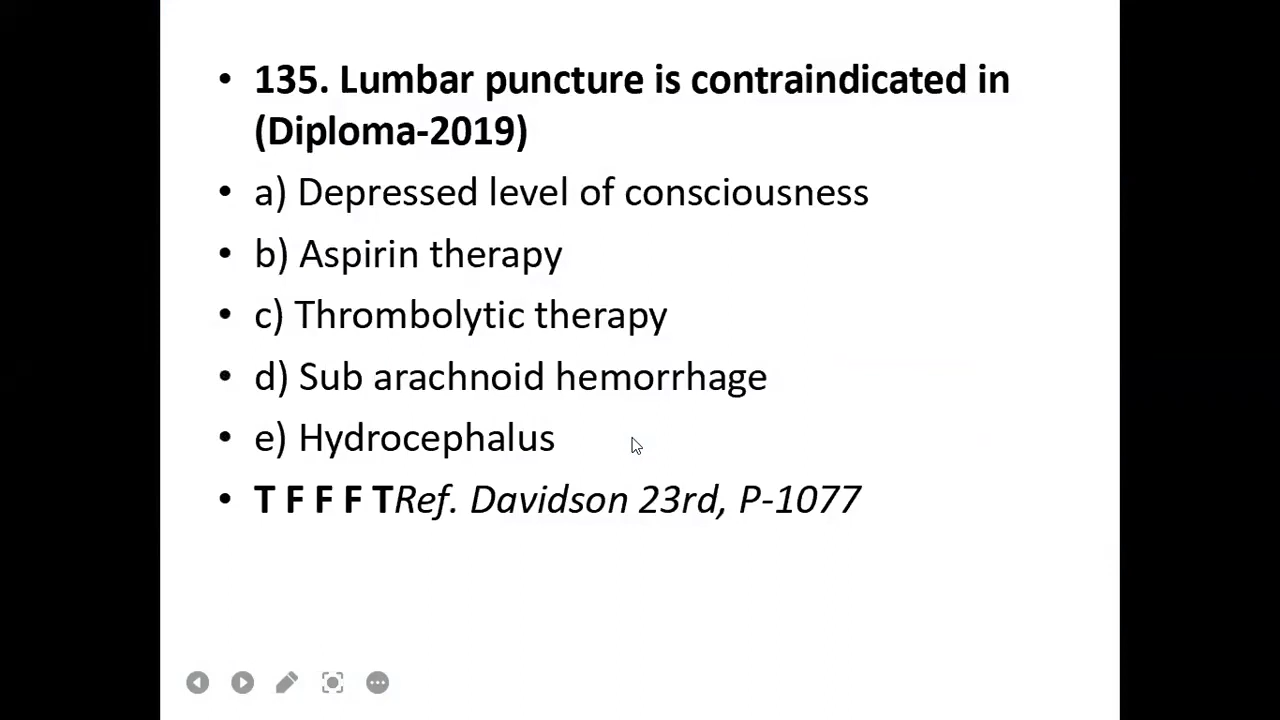 • 135. Lumbar puncture is contraindicated in
(Diploma-2019)
• a) Depressed level of consciousness
• b) Aspirin therapy
• c) Thrombolytic therapy
• d) Sub arachnoid hemorrhage
• e) Hydrocephalus
• T F F F TRef. Davidson 23rd, P-1077